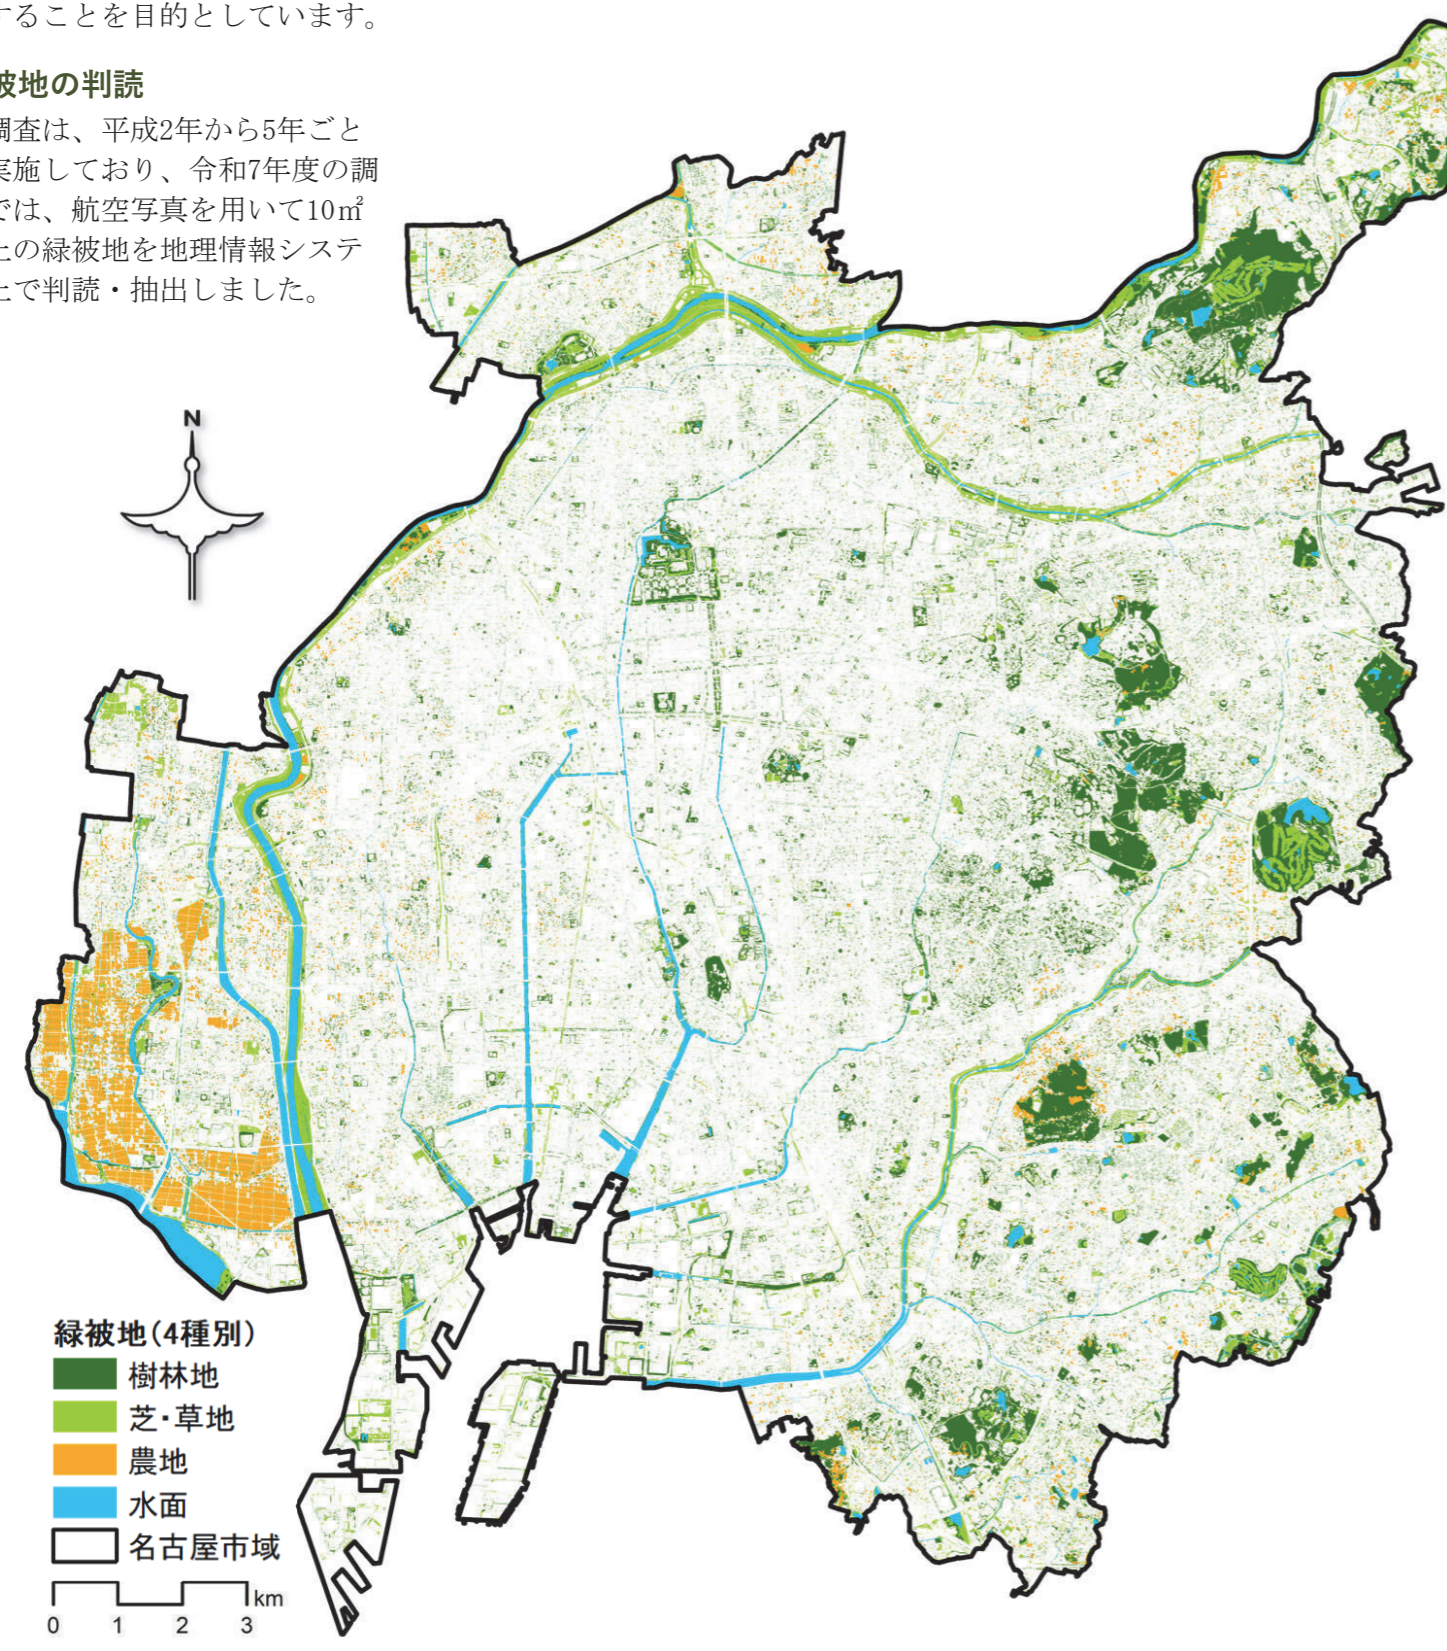 することを目的としています。
被地の判読
調査は、平成2年から5年ごと
実施しており、令和7年度の調
では、航空写真を用いて10㎡
上の緑被地を地理情報システ
上で判読・抽出しました。
N
緑被地(4種別)
樹林地
芝・草地
農地
水面
名古屋市域
km
0 1 2 3